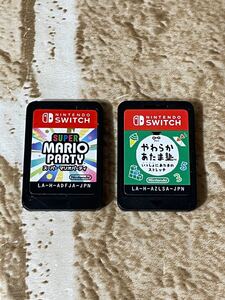 NINTENDO
SWITCH
SUPER
MARIO
PARTY
スーパー マリオパーティ
Nintendo
LA-H-ADFJA-JPN
NINTENDO
SWITCH
やわらか
あたま塾
いっしょにあたまの
ストレッチ
Nintendo
LA-H-AZLSA-JPN